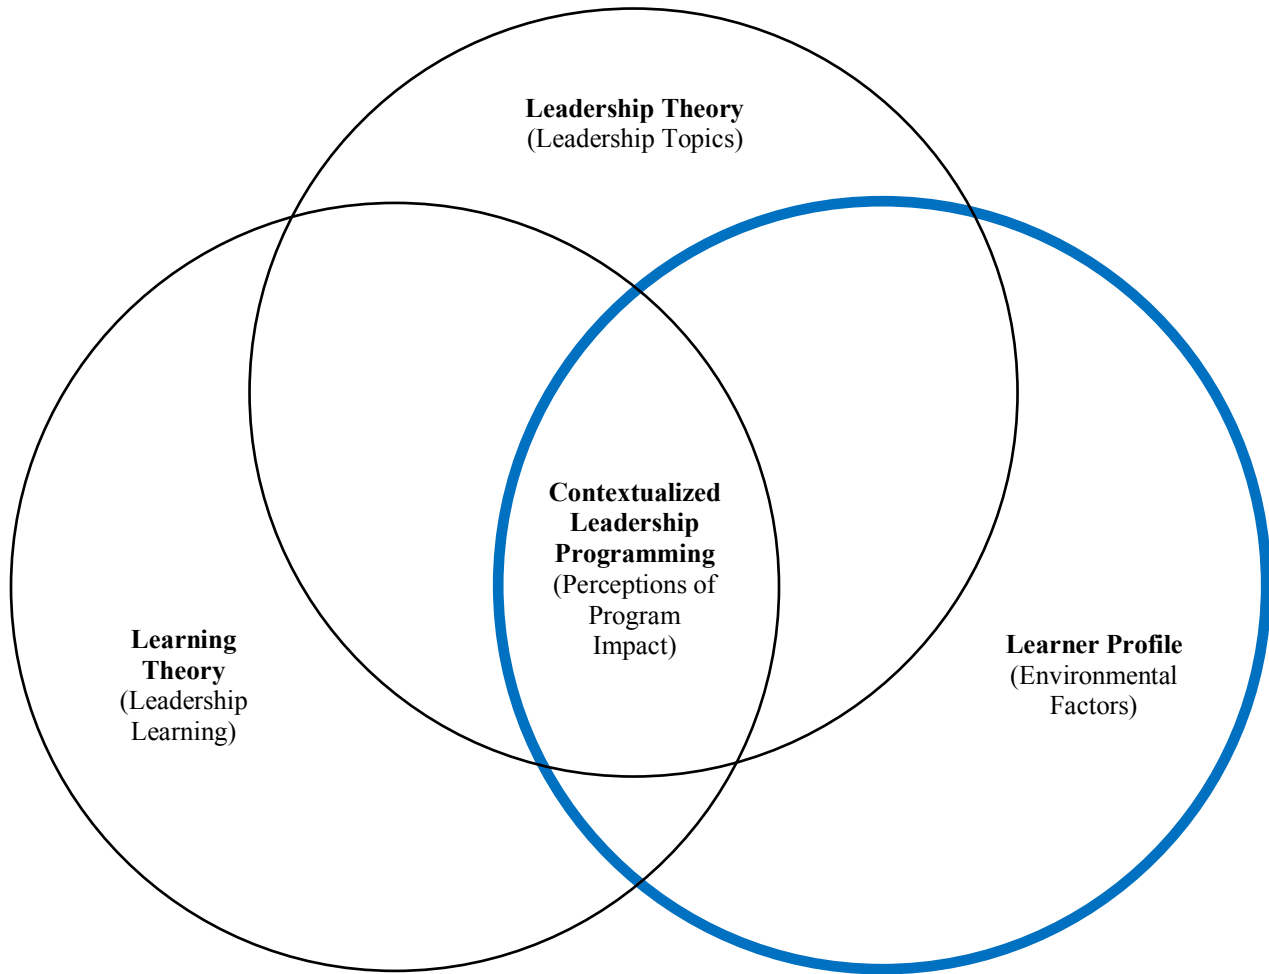 Leadership Theory
(Leadership Topics)
Contextualized
Leadership
Programming
(Perceptions of
Program
Impact)
Learning
Theory
(Leadership
Learning)
Learner Profile
(Environmental
Factors)